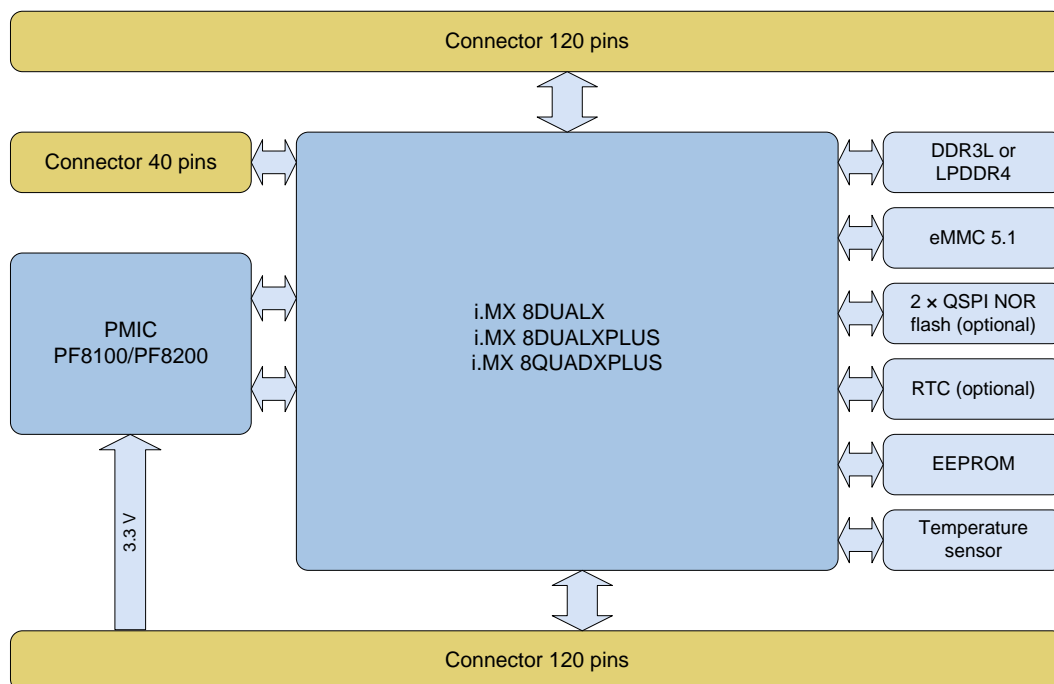 Connector 120 pins
Connector 40 pins
DDR3L or
LPDDR4
eMMC 5.1
i.MX 8DUALX
i.MX 8DUALXPLUS
i.MX 8QUADXPLUS
2 × QSPI NOR
flash (optional)
PMIC
PF8100/PF8200
RTC (optional)
EEPROM
3.3 V
Temperature
sensor
Connector 120 pins